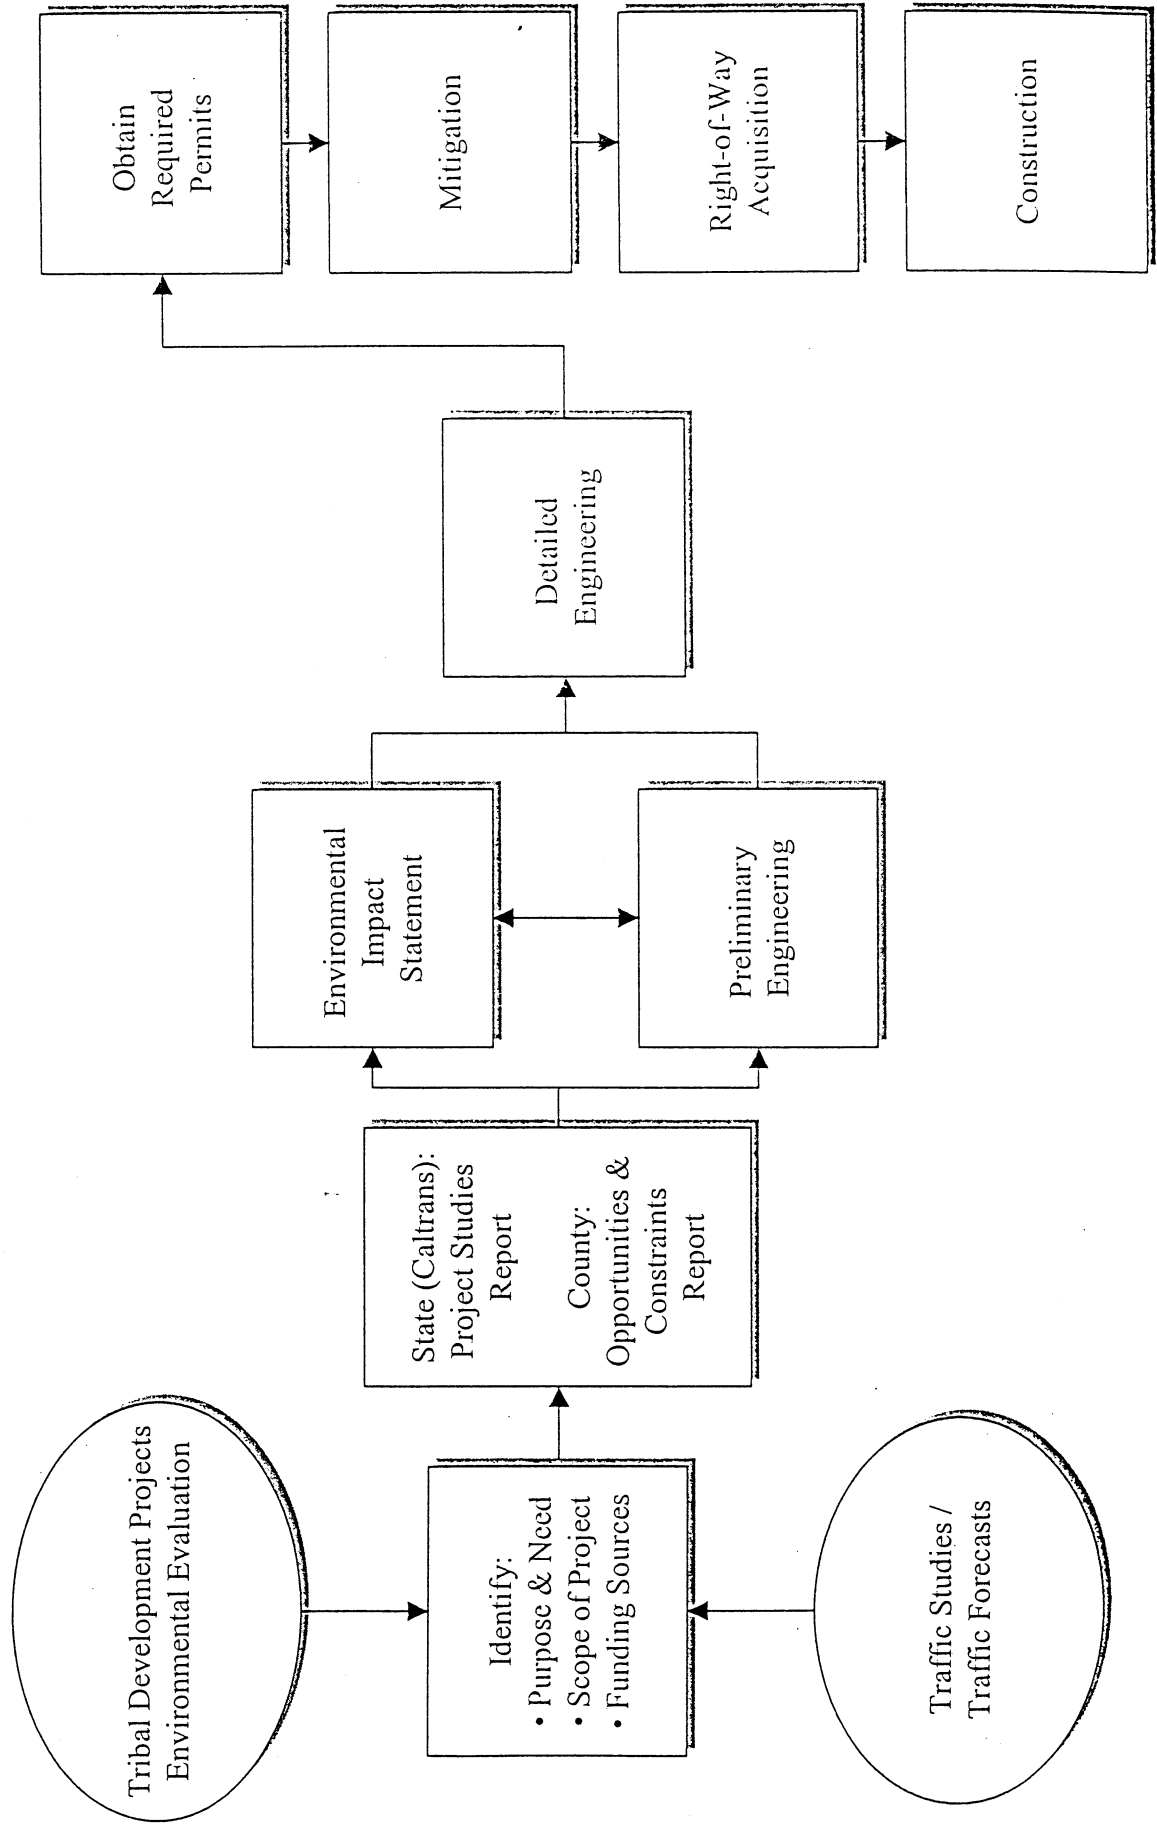 Tribal Development Projects
Environmental Evaluation
Identify:
• Purpose & Need
• Scope of Project
• Funding Sources
Traffic Studies /
Traffic Forecasts
State (Caltrans):
Project Studies
Report
County:
Opportunities &
Constraints
Report
Environmental
Impact
Statement
Preliminary
Engineering
Detailed
Engineering
Obtain
Required
Permits
Mitigation
Right-of-Way
Acquisition
Construction